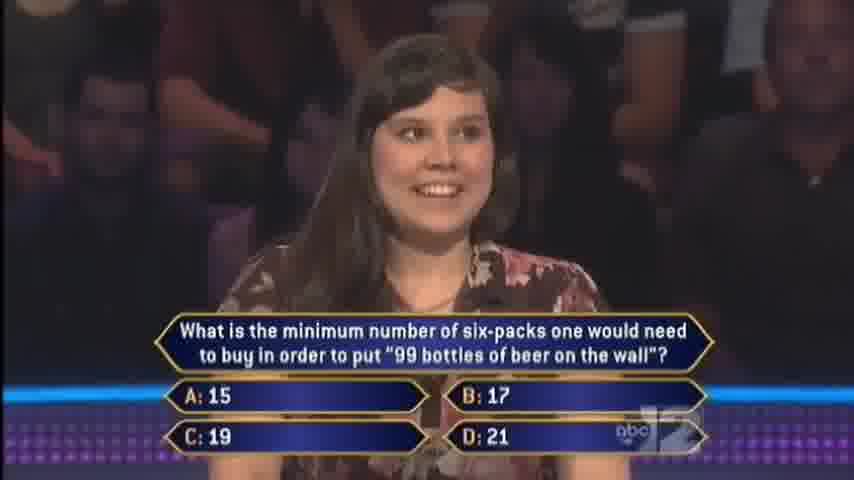 What is the minimum number of six-packs one would need
to buy in order to put "99 bottles of beer on the wall"?
A: 15
B: 17
C: 19
D: 21
abc 12